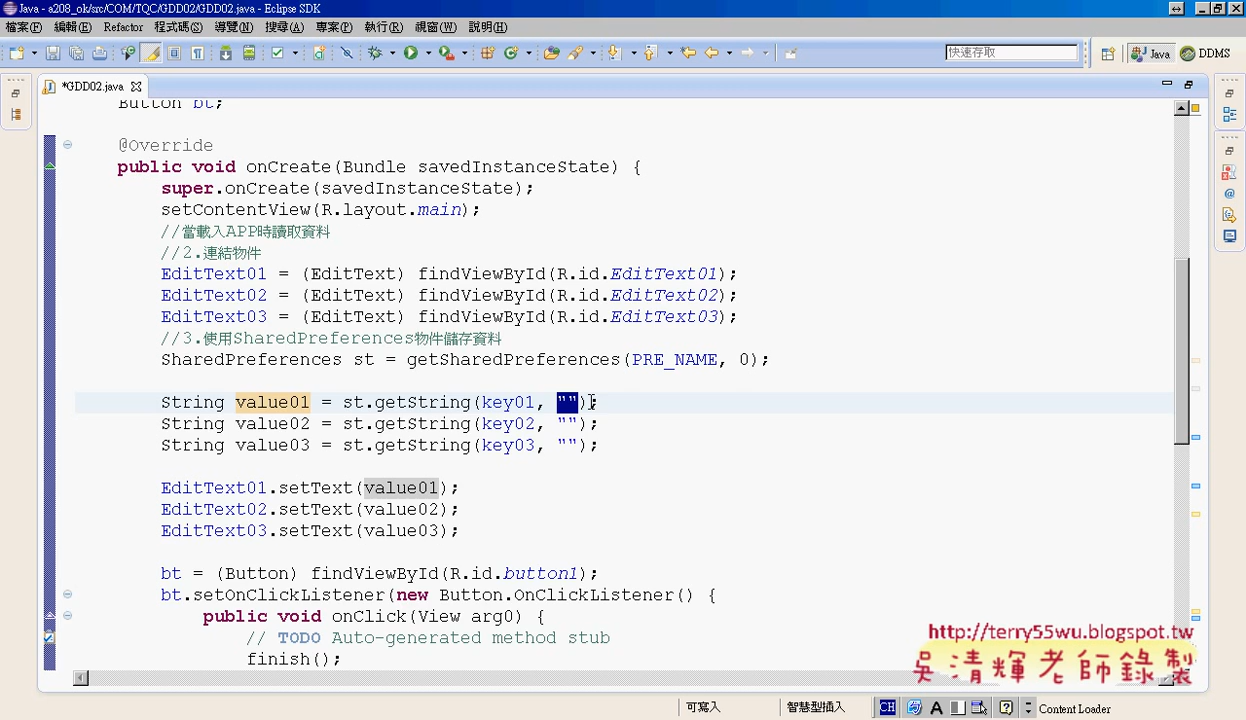 Java - a208_ok/src/COM/TQC/GDD02/GDD02.java - Eclipse SDK
檔案(F) 編輯(E) Refactor 程式碼(S) 導覽(N) 搜尋(A) 專案(P) 執行(R) 視窗(W) 說明(H)
快速存取 Java DDMS
*GDD02.java
Button bt;
@Override
public void onCreate(Bundle savedInstanceState) {
super.onCreate(savedInstanceState);
setContentView(R.layout.main);
//當載入APP時讀取資料
//2.連結物件
EditText01 = (EditText) findViewById(R.id.EditText01);
EditText02 = (EditText) findViewById(R.id.EditText02);
EditText03 = (EditText) findViewById(R.id.EditText03);
//3.使用SharedPreferences物件儲存資料
SharedPreferences st = getSharedPreferences(PRE_NAME, 0);
String value01 = st.getString(key01, "");
String value02 = st.getString(key02, "");
String value03 = st.getString(key03, "");
EditText01.setText(value01);
EditText02.setText(value02);
EditText03.setText(value03);
bt = (Button) findViewById(R.id.button1);
bt.setOnClickListener(new Button.OnClickListener() {
public void onClick(View arg0) {
// TODO Auto-generated method stub
finish();
http://terry55wu.blogspot.tw
吳清輝老師錄製
可寫入 智慧型插入 CH A Content Loader